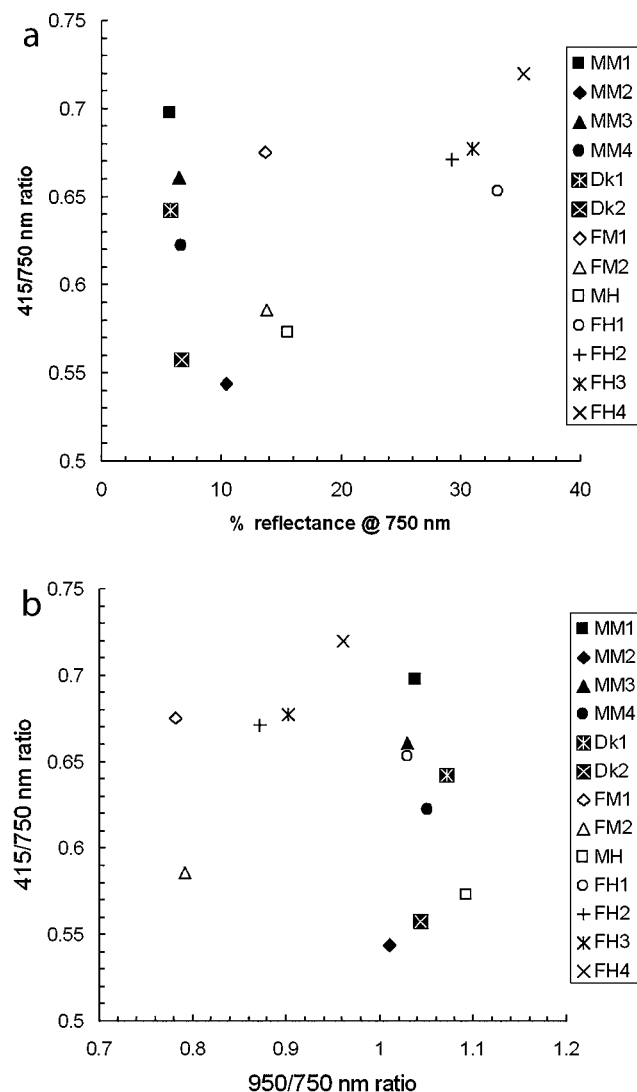 a
0.75
0.7
0.65
0.6
0.55
0.5
415/750 nm ratio
0 10 20 30 40
% reflectance @ 750 nm
MM1
MM2
MM3
MM4
Dk1
Dk2
FM1
FM2
MH
FH1
FH2
FH3
FH4
b
0.75
0.7
0.65
0.6
0.55
0.5
415/750 nm ratio
0.7 0.8 0.9 1 1.1 1.2
950/750 nm ratio
MM1
MM2
MM3
MM4
Dk1
Dk2
FM1
FM2
MH
FH1
FH2
FH3
FH4